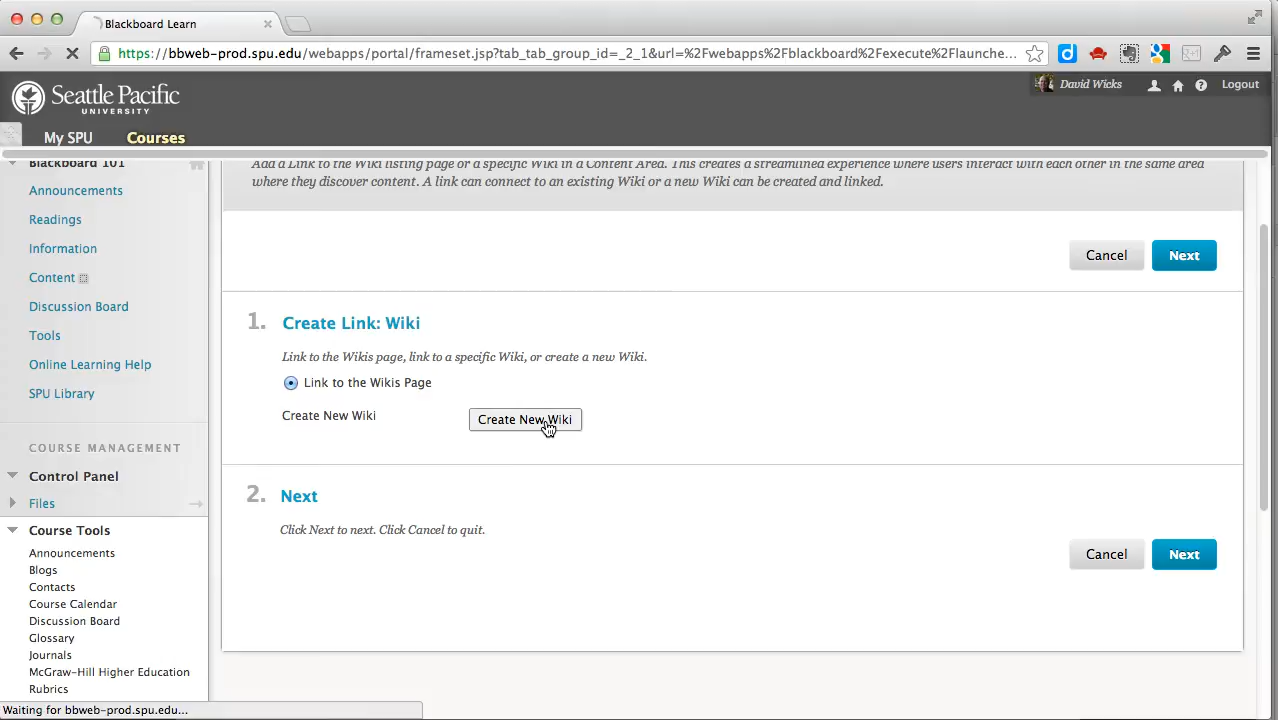 Blackboard Learn
https://bbweb-prod.spu.edu/webapps/portal/frameset.jsp?tab_tab_group_id=_2_1&url=%2Fwebapps%2Fblackboard%2Fexecute%2Flaunche...
Seattle Pacific
UNIVERSITY
David Wicks
Logout
My SPU
Courses
Blackboard 101
Announcements
Readings
Information
Content
Discussion Board
Tools
Online Learning Help
SPU Library
COURSE MANAGEMENT
Control Panel
Files
Course Tools
Announcements
Blogs
Contacts
Course Calendar
Discussion Board
Glossary
Journals
McGraw-Hill Higher Education
Rubrics
Add a Link to the Wiki listing page or a specific Wiki in a Content Area. This creates a streamlined experience where users interact with each other in the same area
where they discover content. A link can connect to an existing Wiki or a new Wiki can be created and linked.
Cancel
Next
1. Create Link: Wiki
Link to the Wikis page, link to a specific Wiki, or create a new Wiki.
Link to the Wikis Page
Create New Wiki
Create New Wiki
2. Next
Click Next to next. Click Cancel to quit.
Cancel
Next
Waiting for bbweb-prod.spu.edu...